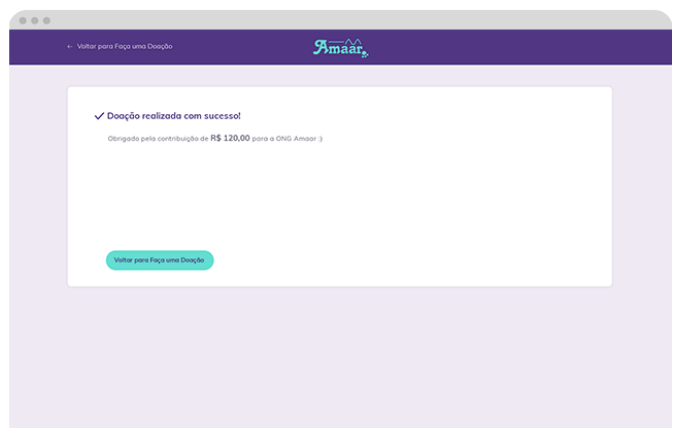 ← Voltar para Faça uma Doação
Amaar
Doação realizada com sucesso!
Obrigado pela contribuição de R$ 120,00 para a ONG Amaar :)
Voltar para Faça uma Doação